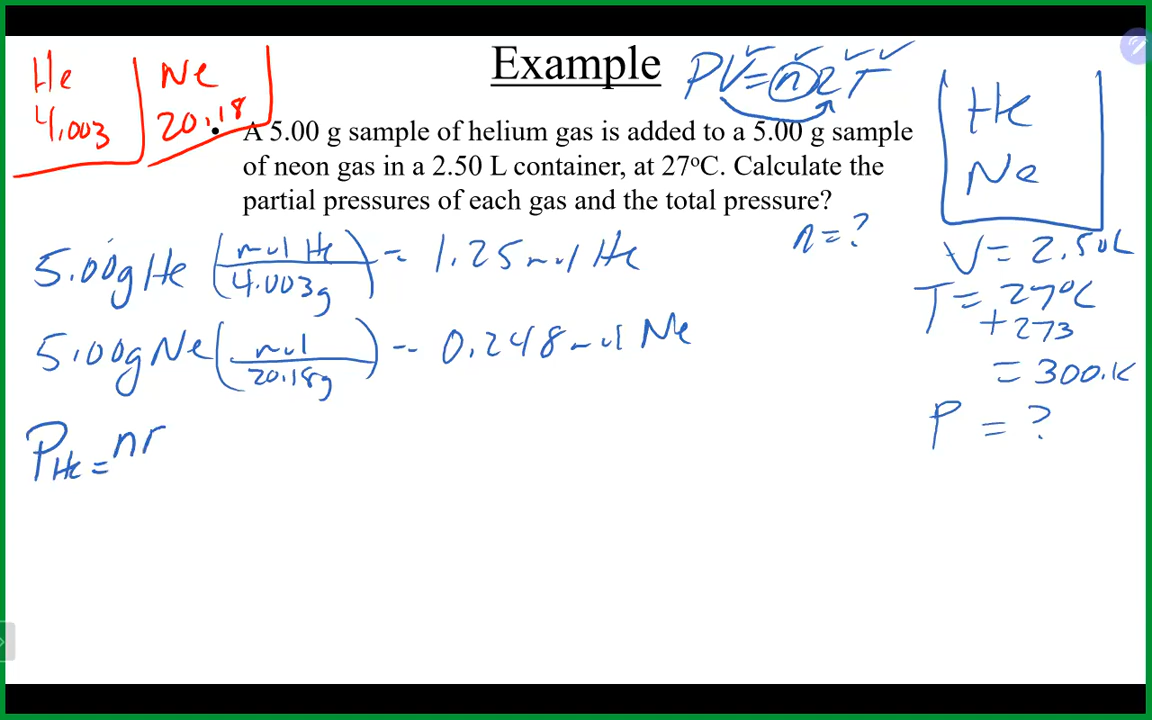 Example
He
4.003
Ne
20.18
PV = nRT
• A 5.00 g sample of helium gas is added to a 5.00 g sample
of neon gas in a 2.50 L container, at 27°C. Calculate the
partial pressures of each gas and the total pressure?
He
Ne
n = ?
V = 2.50L
T = 27°C
+273
= 300.K
P = ?
5.00g He (mol He / 4.003g) = 1.25 mol He
5.00g Ne (mol / 20.18g) = 0.248 mol Ne
P He = nr